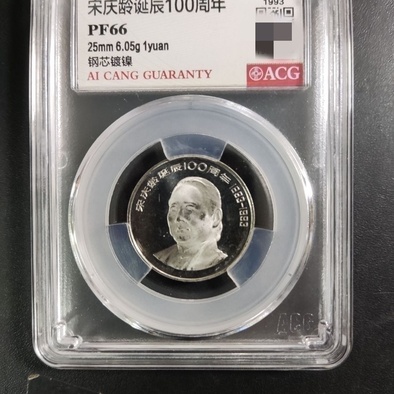 宋庆龄诞辰100周年
1993
PF66
25mm 6.05g 1yuan
钢芯镀镍
AI CANG GUARANTY
ACG
宋庆龄诞辰100周年 1893-1993
ACG